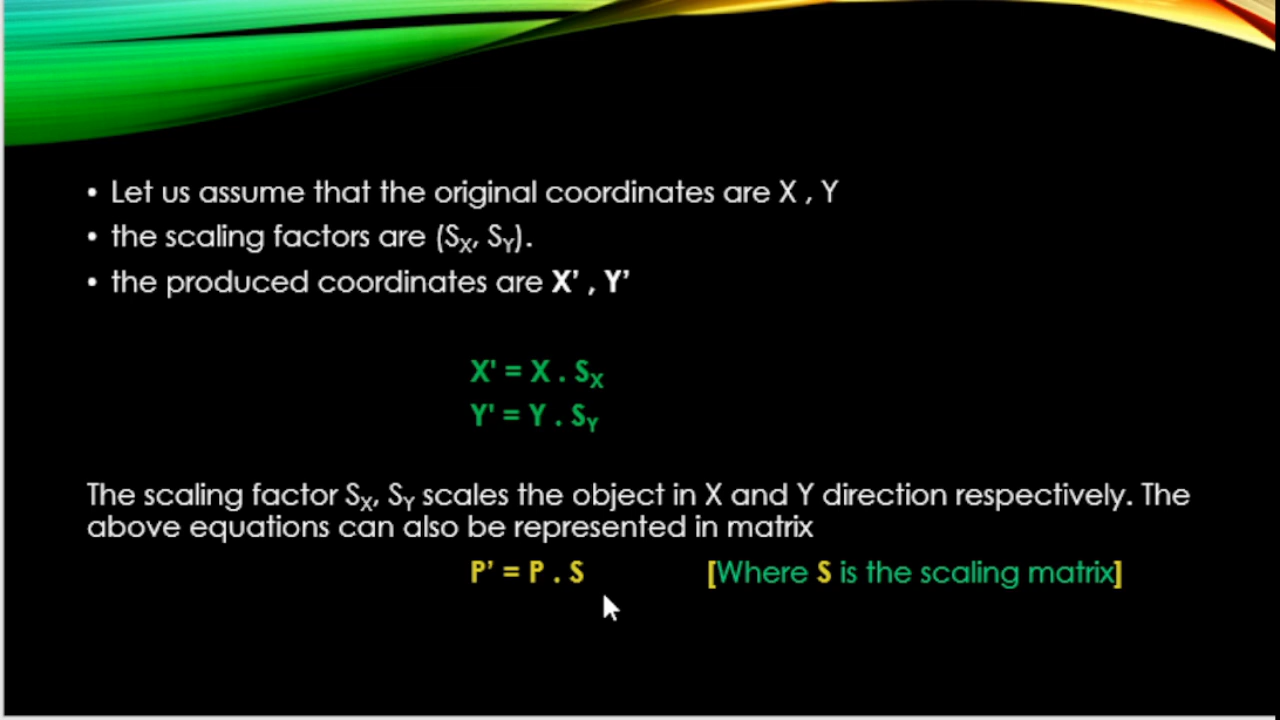 • Let us assume that the original coordinates are X , Y
• the scaling factors are (SX, SY).
• the produced coordinates are X’ , Y’
X' = X . SX
Y' = Y . SY
The scaling factor SX, SY scales the object in X and Y direction respectively. The
above equations can also be represented in matrix
P’ = P . S [Where S is the scaling matrix]